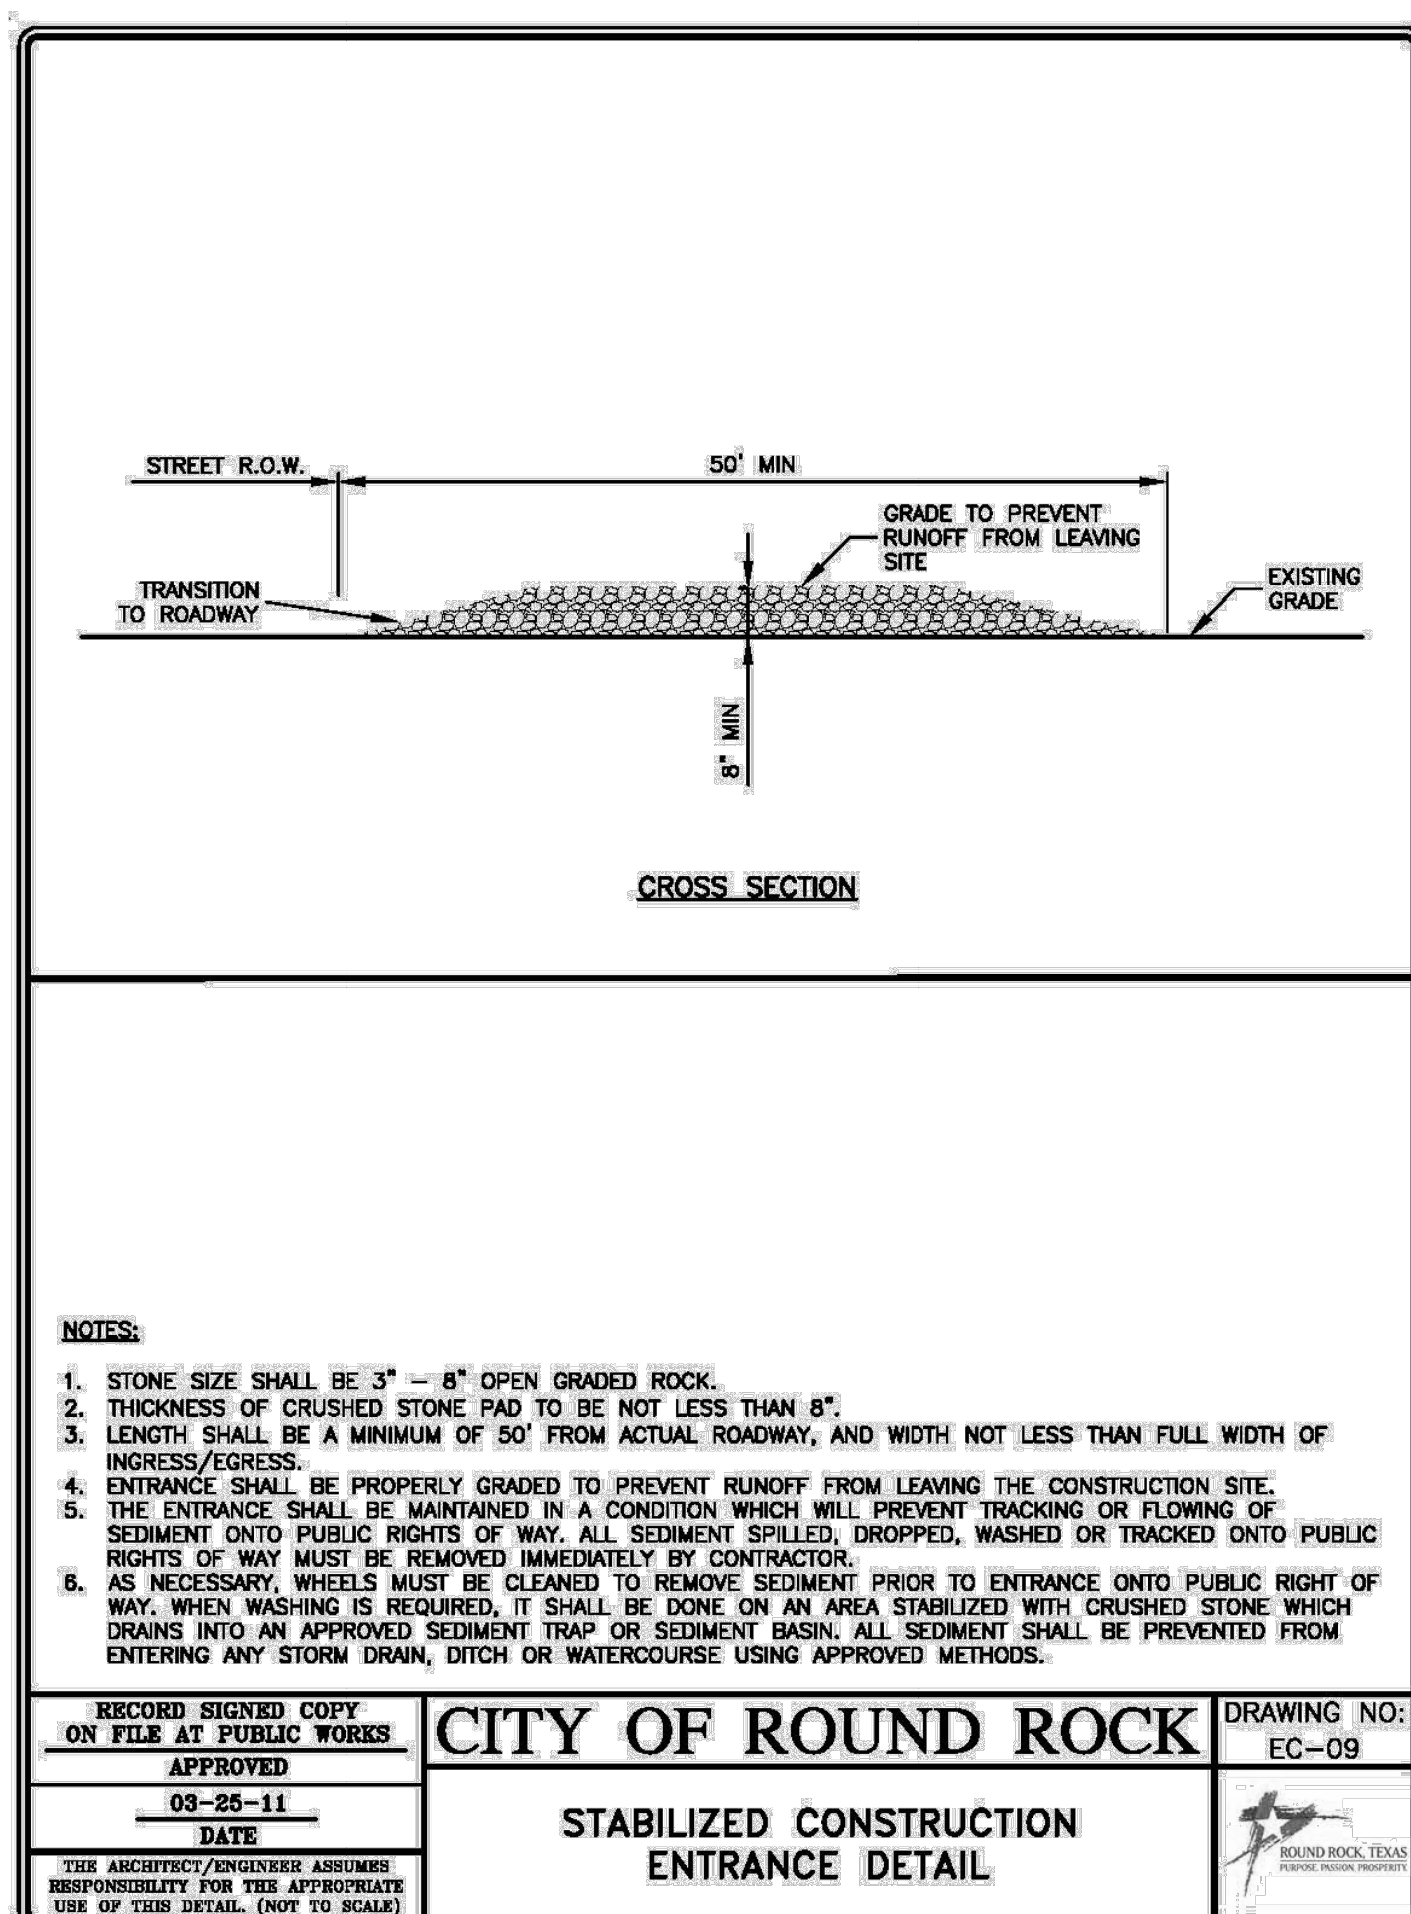 STREET R.O.W.
50' MIN
GRADE TO PREVENT
RUNOFF FROM LEAVING
SITE
TRANSITION
TO ROADWAY
EXISTING
GRADE
8" MIN
CROSS SECTION
NOTES:
1. STONE SIZE SHALL BE 3" – 8" OPEN GRADED ROCK.
2. THICKNESS OF CRUSHED STONE PAD TO BE NOT LESS THAN 8".
3. LENGTH SHALL BE A MINIMUM OF 50' FROM ACTUAL ROADWAY, AND WIDTH NOT LESS THAN FULL WIDTH OF
INGRESS/EGRESS.
4. ENTRANCE SHALL BE PROPERLY GRADED TO PREVENT RUNOFF FROM LEAVING THE CONSTRUCTION SITE.
5. THE ENTRANCE SHALL BE MAINTAINED IN A CONDITION WHICH WILL PREVENT TRACKING OR FLOWING OF
SEDIMENT ONTO PUBLIC RIGHTS OF WAY. ALL SEDIMENT SPILLED, DROPPED, WASHED OR TRACKED ONTO PUBLIC
RIGHTS OF WAY MUST BE REMOVED IMMEDIATELY BY CONTRACTOR.
6. AS NECESSARY, WHEELS MUST BE CLEANED TO REMOVE SEDIMENT PRIOR TO ENTRANCE ONTO PUBLIC RIGHT OF
WAY. WHEN WASHING IS REQUIRED, IT SHALL BE DONE ON AN AREA STABILIZED WITH CRUSHED STONE WHICH
DRAINS INTO AN APPROVED SEDIMENT TRAP OR SEDIMENT BASIN. ALL SEDIMENT SHALL BE PREVENTED FROM
ENTERING ANY STORM DRAIN, DITCH OR WATERCOURSE USING APPROVED METHODS.
RECORD SIGNED COPY
ON FILE AT PUBLIC WORKS
APPROVED
03-25-11
DATE
THE ARCHITECT/ENGINEER ASSUMES
RESPONSIBILITY FOR THE APPROPRIATE
USE OF THIS DETAIL. (NOT TO SCALE)
CITY OF ROUND ROCK
STABILIZED CONSTRUCTION
ENTRANCE DETAIL
DRAWING NO:
EC-09
ROUND ROCK, TEXAS
PURPOSE. PASSION. PROSPERITY.